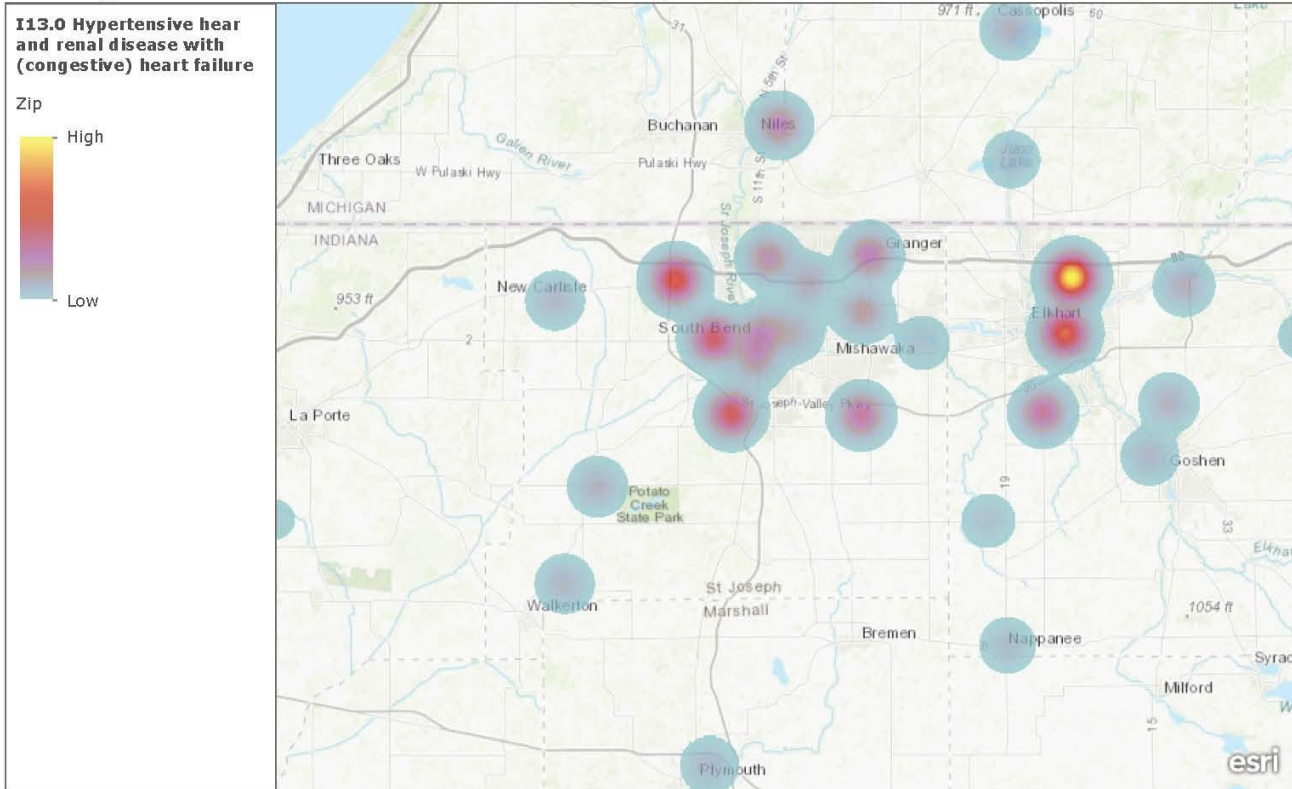 I13.0 Hypertensive hear
and renal disease with
(congestive) heart failure
Zip
High
Low
971 ft
Cassopolis
60
31
N 5th St
Buchanan
Niles
Galien River
Three Oaks
W Pulaski Hwy
Pulaski Hwy
S 11th St
MICHIGAN
INDIANA
St Joseph River
Granger
80
New Carlisle
953 ft
Elkhart
South Bend
2
Mishawaka
La Porte
St Joseph-Valley Pkwy
Goshen
Potato
Creek
State Park
19
33
St Joseph
Marshall
Walkerton
1054 ft
Bremen
Nappanee
6
Syrac
Milford
15
Plymouth
esri